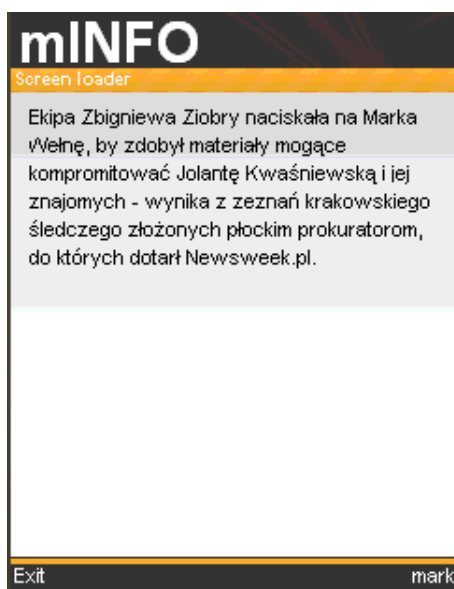 mINFO
Screen loader
Ekipa Zbigniewa Ziobry naciskała na Marka
Wełnę, by zdobył materiały mogące
kompromitować Jolantę Kwaśniewską i jej
znajomych - wynika z zeznań krakowskiego
śledczego złożonych płockim prokuratorom,
do których dotarł Newsweek.pl.
Exit mark